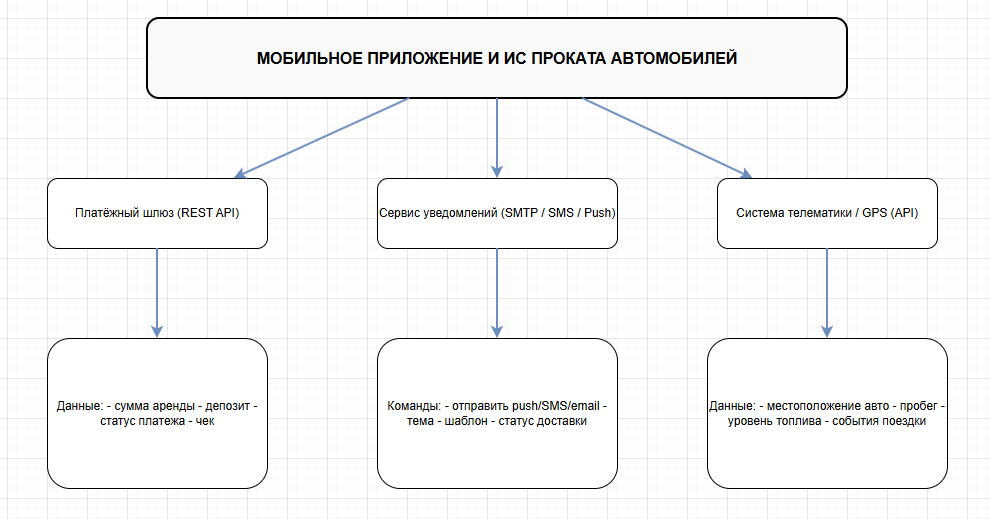 МОБИЛЬНОЕ ПРИЛОЖЕНИЕ И ИС ПРОКАТА АВТОМОБИЛЕЙ
Платёжный шлюз (REST API)
Сервис уведомлений (SMTP / SMS / Push)
Система телематики / GPS (API)
Данные: - сумма аренды - депозит -
статус платежа - чек
Команды: - отправить push/SMS/email -
тема - шаблон - статус доставки
Данные: - местоположение авто - пробег -
уровень топлива - события поездки